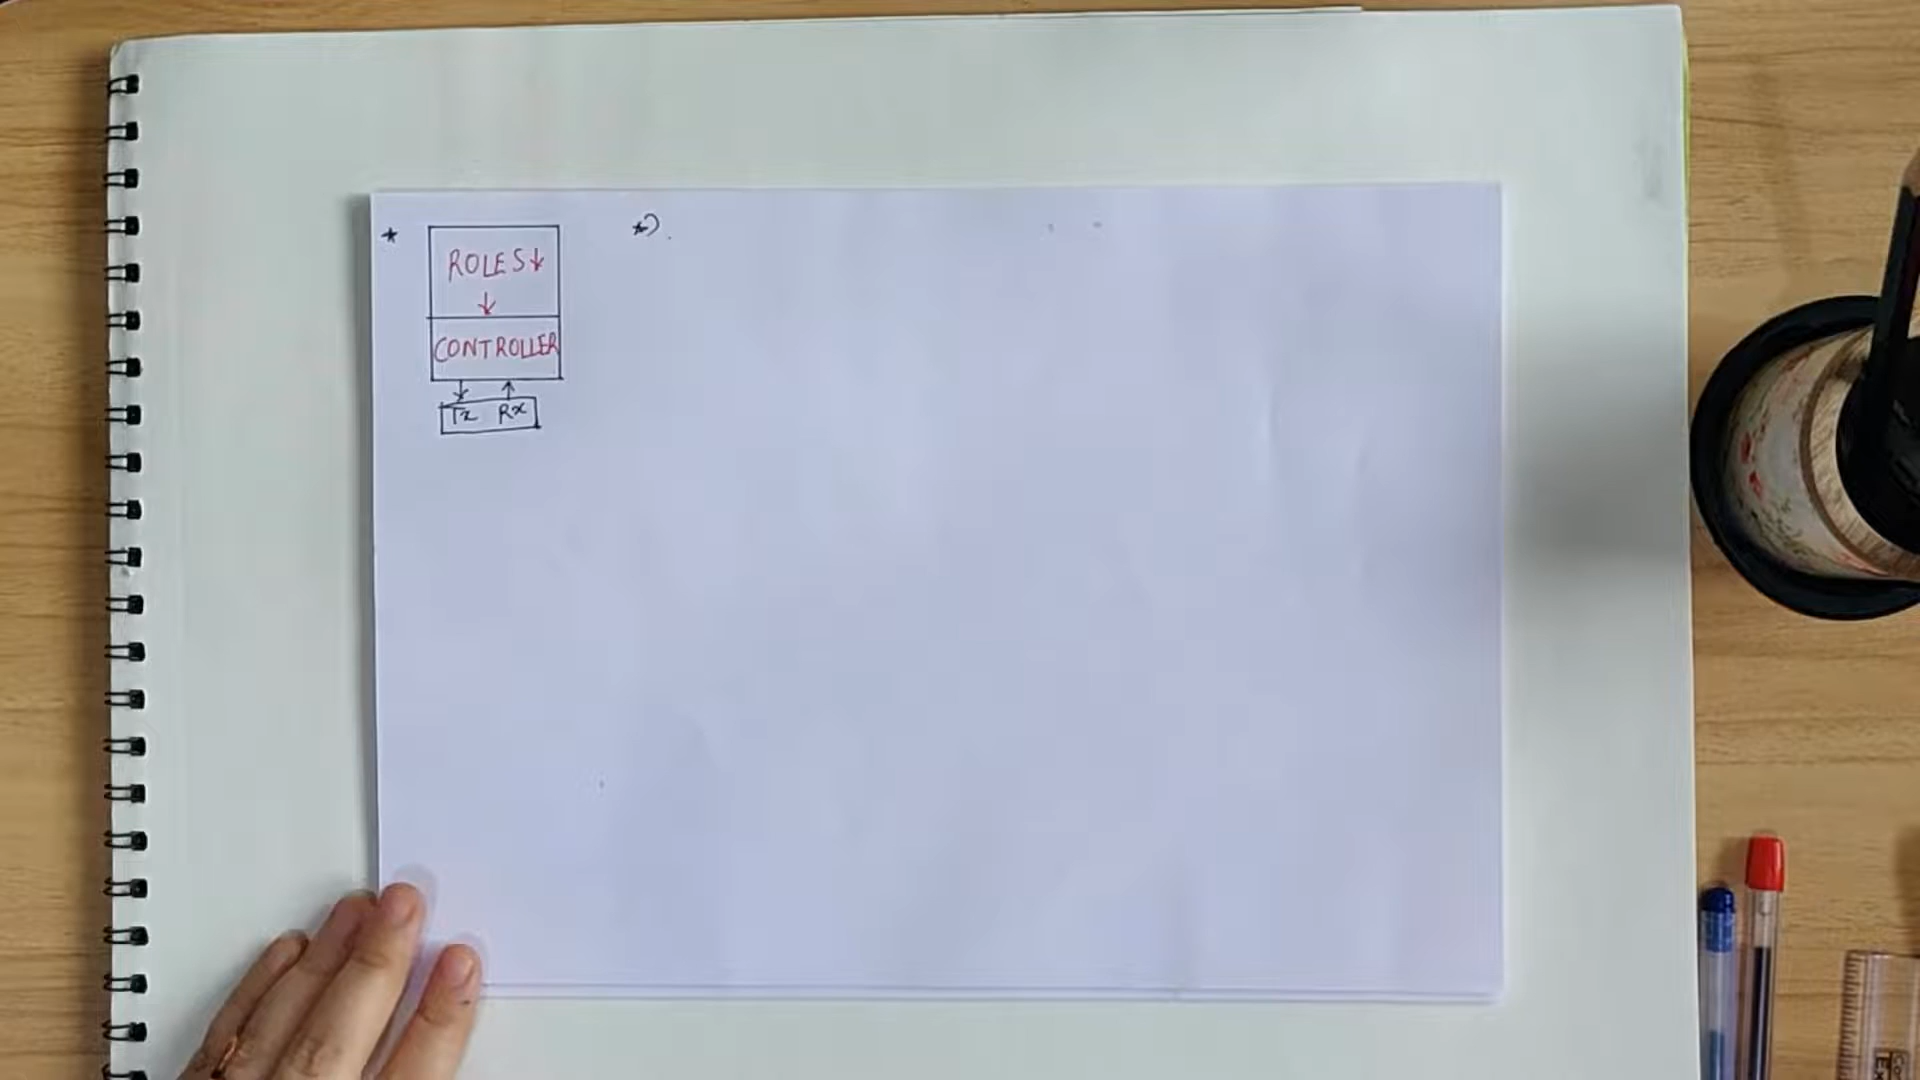 * ROLES↓
↓
CONTROLLER
↓ ↑
Tx Rx